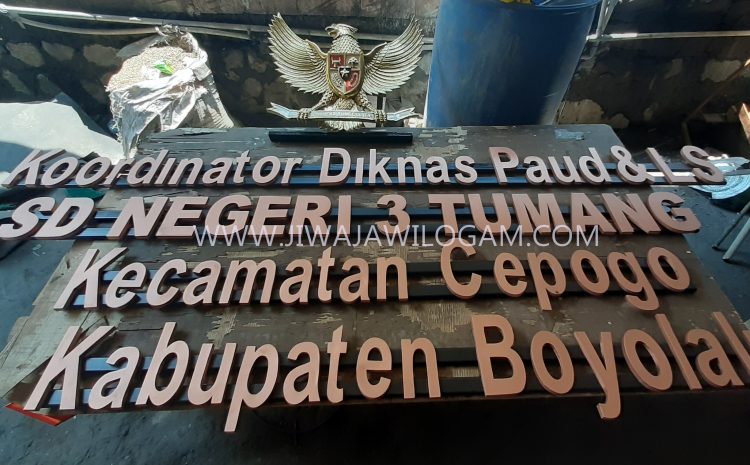 Koordinator Diknas Paud & LS
SD NEGERI 3 TUMANG
WWW.JIWAJAWILOGAM.COM
Kecamatan Cepogo
Kabupaten Boyolali